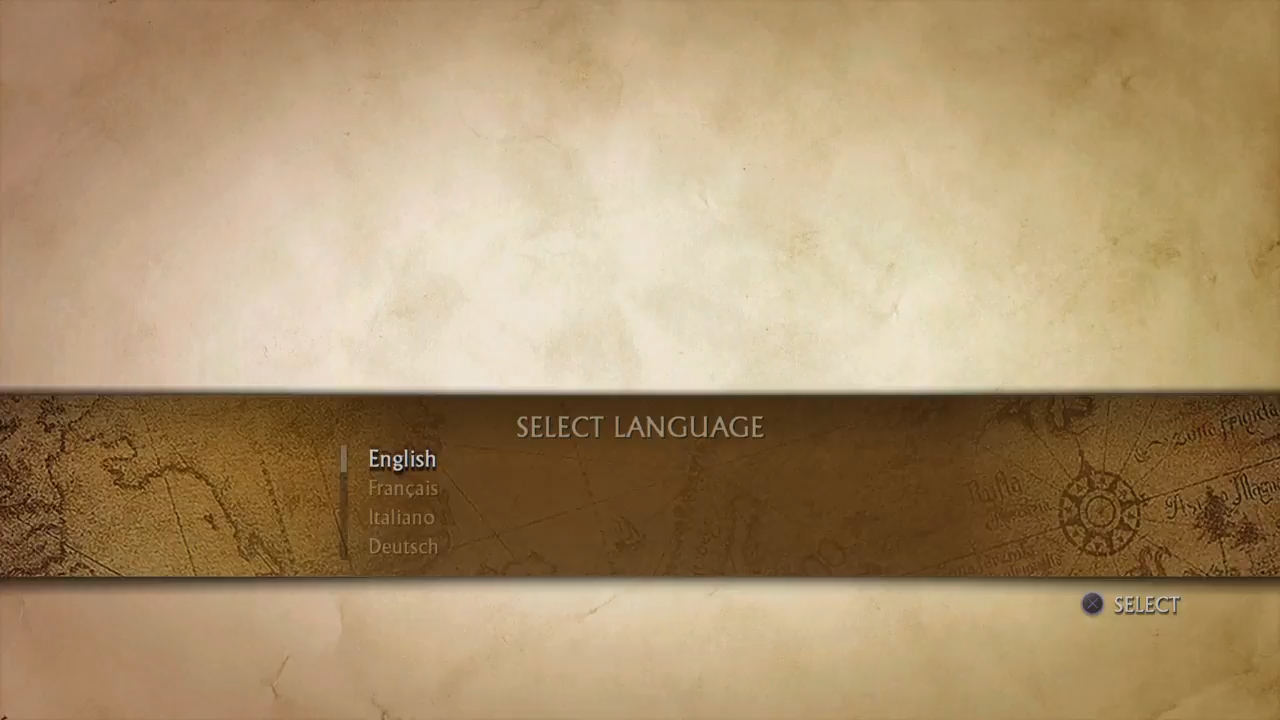 SELECT LANGUAGE
English
Français
Italiano
Deutsch
SELECT